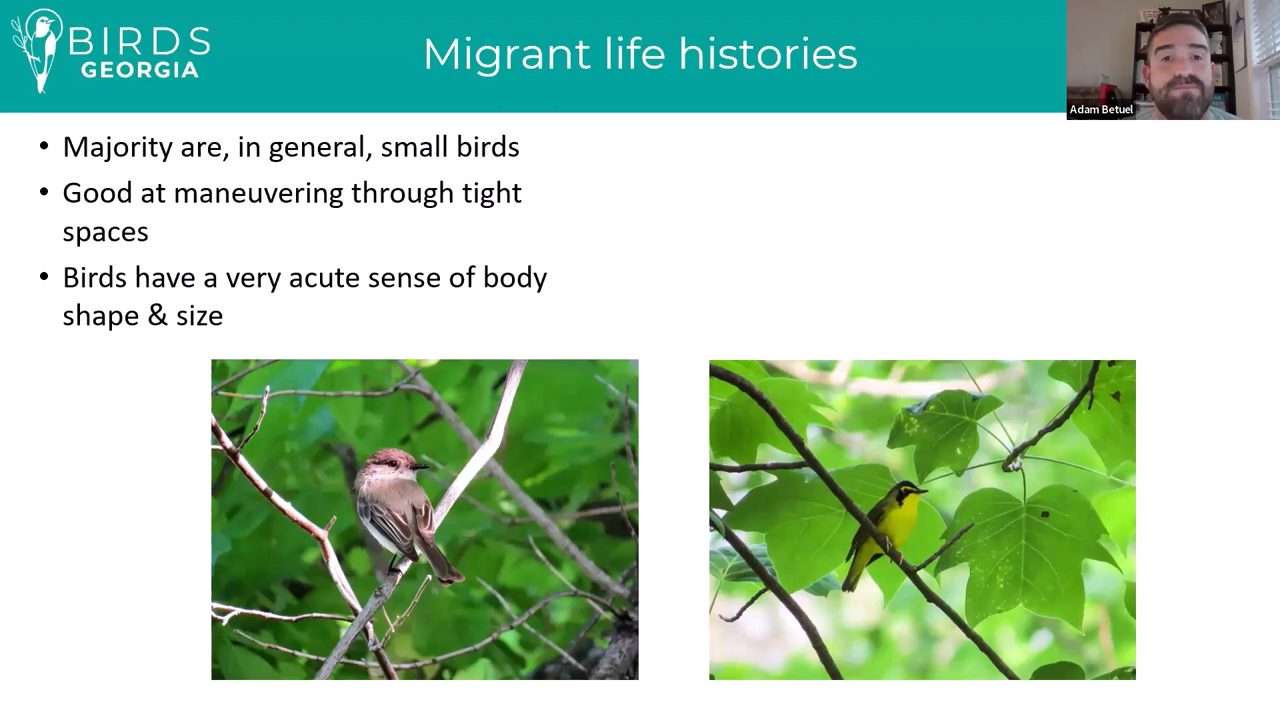 BIRDS
GEORGIA
Migrant life histories
Adam Betuel
• Majority are, in general, small birds
• Good at maneuvering through tight
spaces
• Birds have a very acute sense of body
shape & size